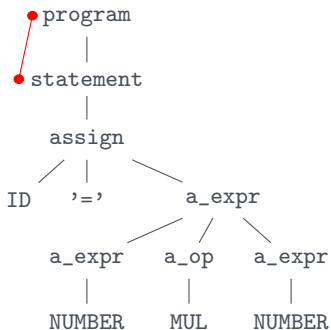 program
statement
assign
ID '=' a_expr
a_expr a_op a_expr
NUMBER MUL NUMBER